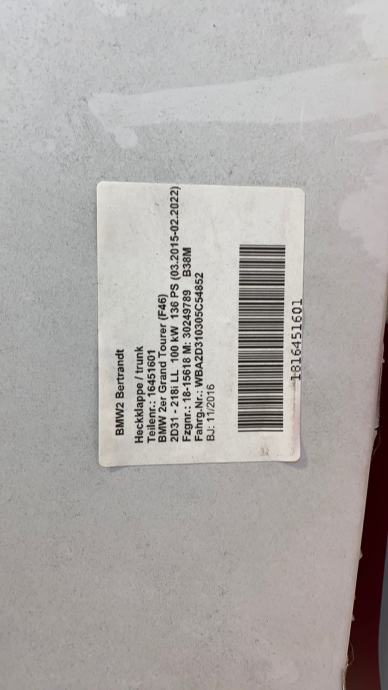 BMW2 Bertrandt
Heckklappe / trunk
Teilenr.: 16451601
BMW 2er Grand Tourer (F46)
2D31 - 218i LL  100 kW  136 PS (03.2015-02.2022)
Fzgnr.: 18-15618 M: 30249789   B38M
Fahrg.Nr.: WBA2D310305C54852
BJ: 11/2016
1816451601